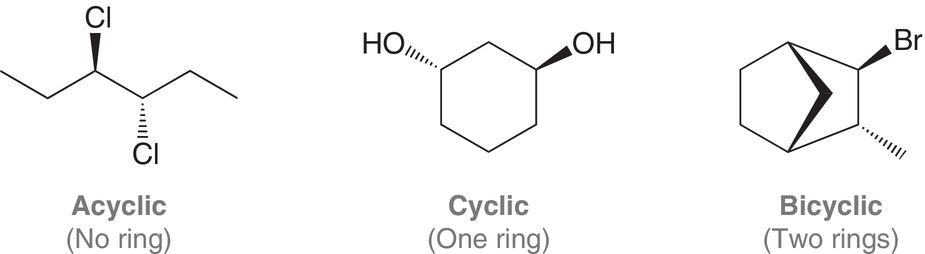 Cl
Cl
Acyclic
(No ring)
HO
OH
Cyclic
(One ring)
Br
Bicyclic
(Two rings)